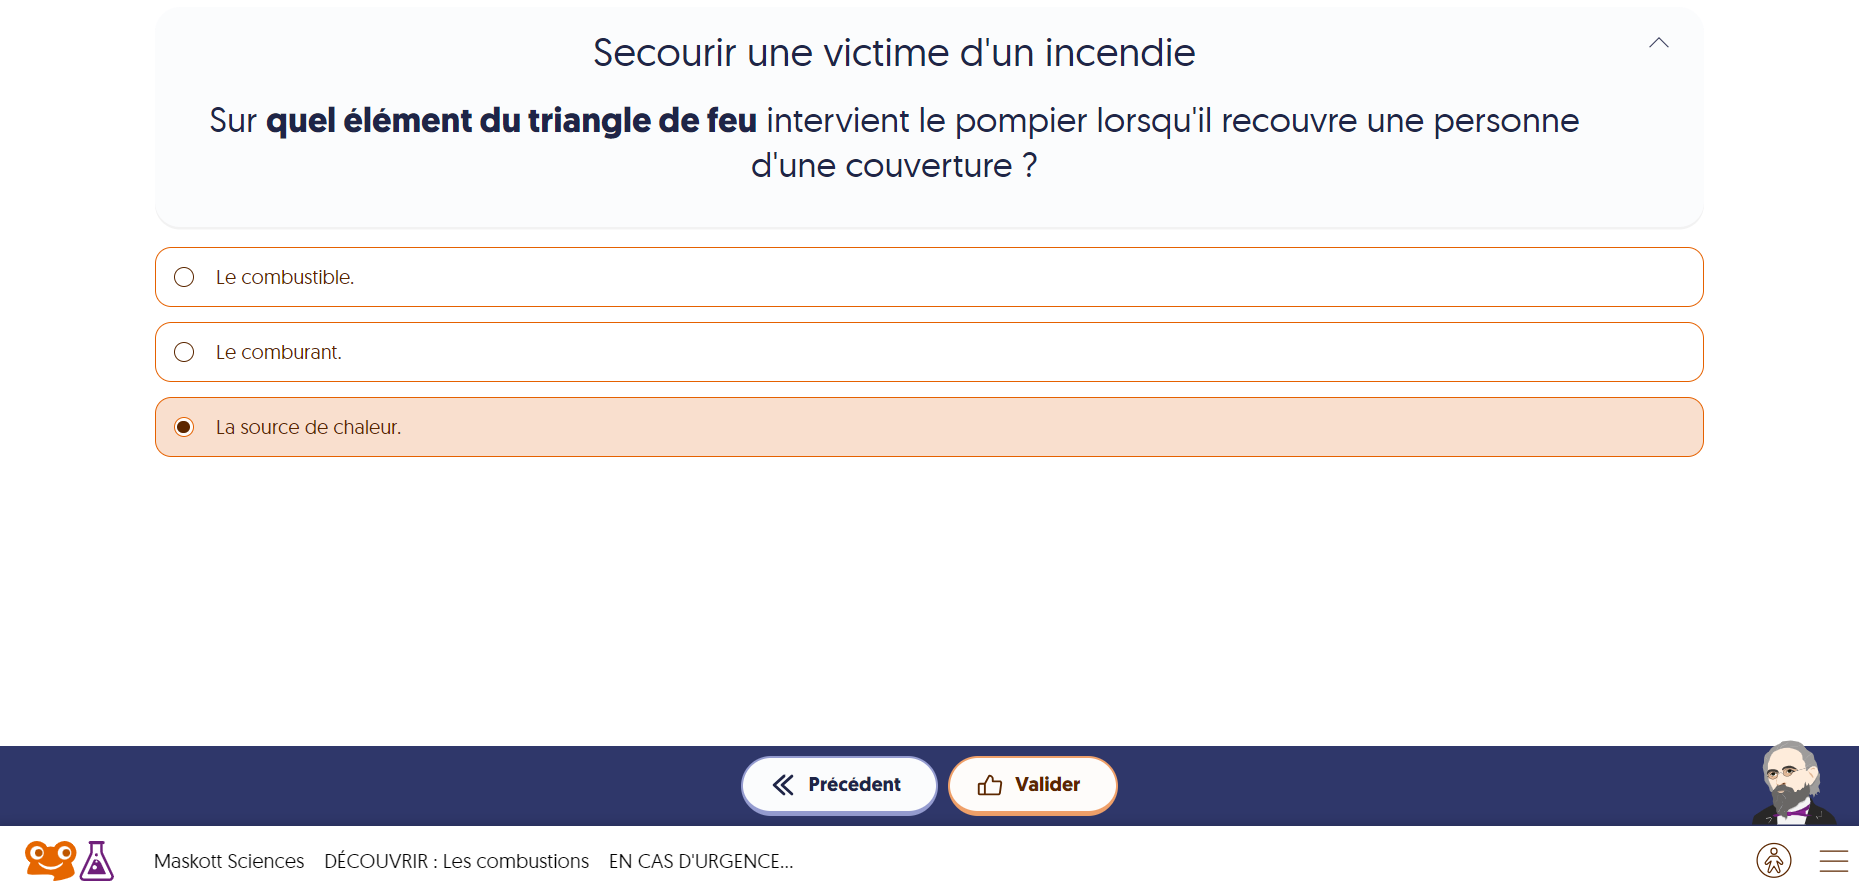 Secourir une victime d'un incendie
Sur quel élément du triangle de feu intervient le pompier lorsqu'il recouvre une personne
d'une couverture ?
Le combustible.
Le comburant.
La source de chaleur.
Précédent
Valider
Maskott Sciences DÉCOUVRIR : Les combustions EN CAS D'URGENCE...